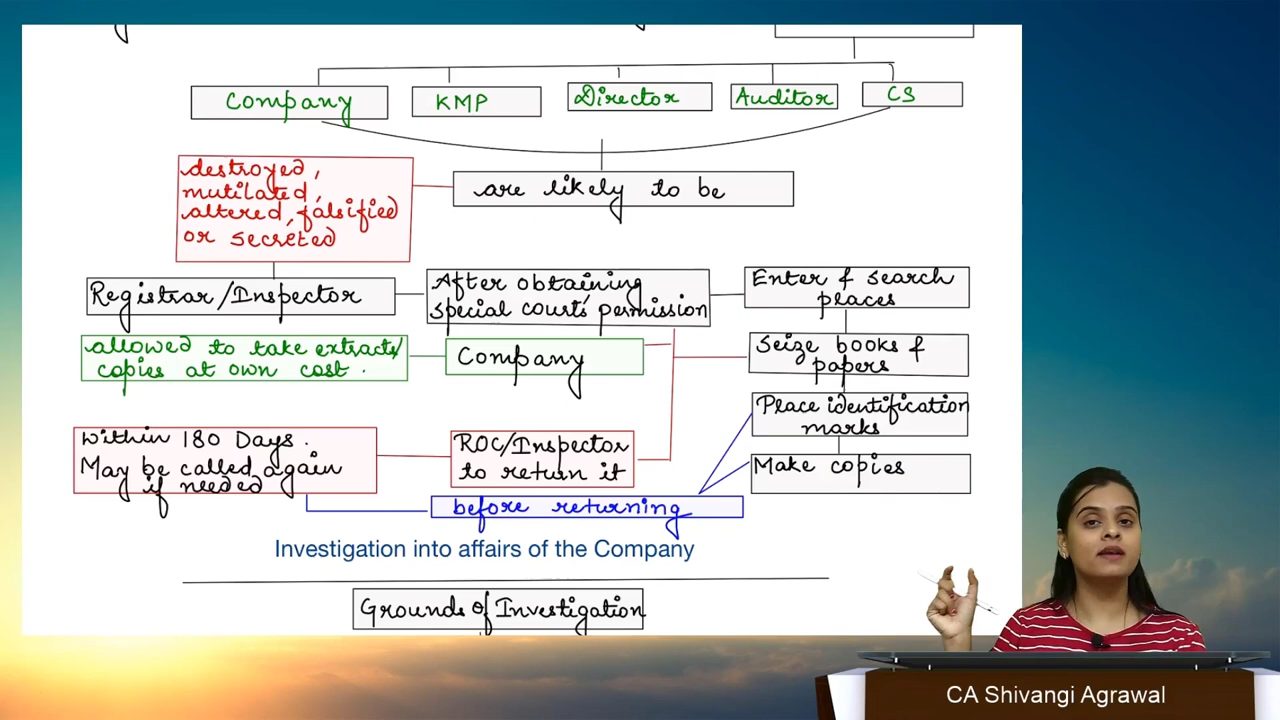 Company
KMP
Director
Auditor
CS
destroyed,
mutilated,
altered, falsified
or secreted
are likely to be
Registrar/Inspector
After obtaining
special court's permission
Enter & search
places
allowed to take extracts/
copies at own cost.
Company
Seize books &
papers
Place identification
marks
Within 180 Days.
May be called again
if needed
ROC/Inspector
to return it
Make copies
before returning
Investigation into affairs of the Company
Grounds of Investigation
CA Shivangi Agrawal